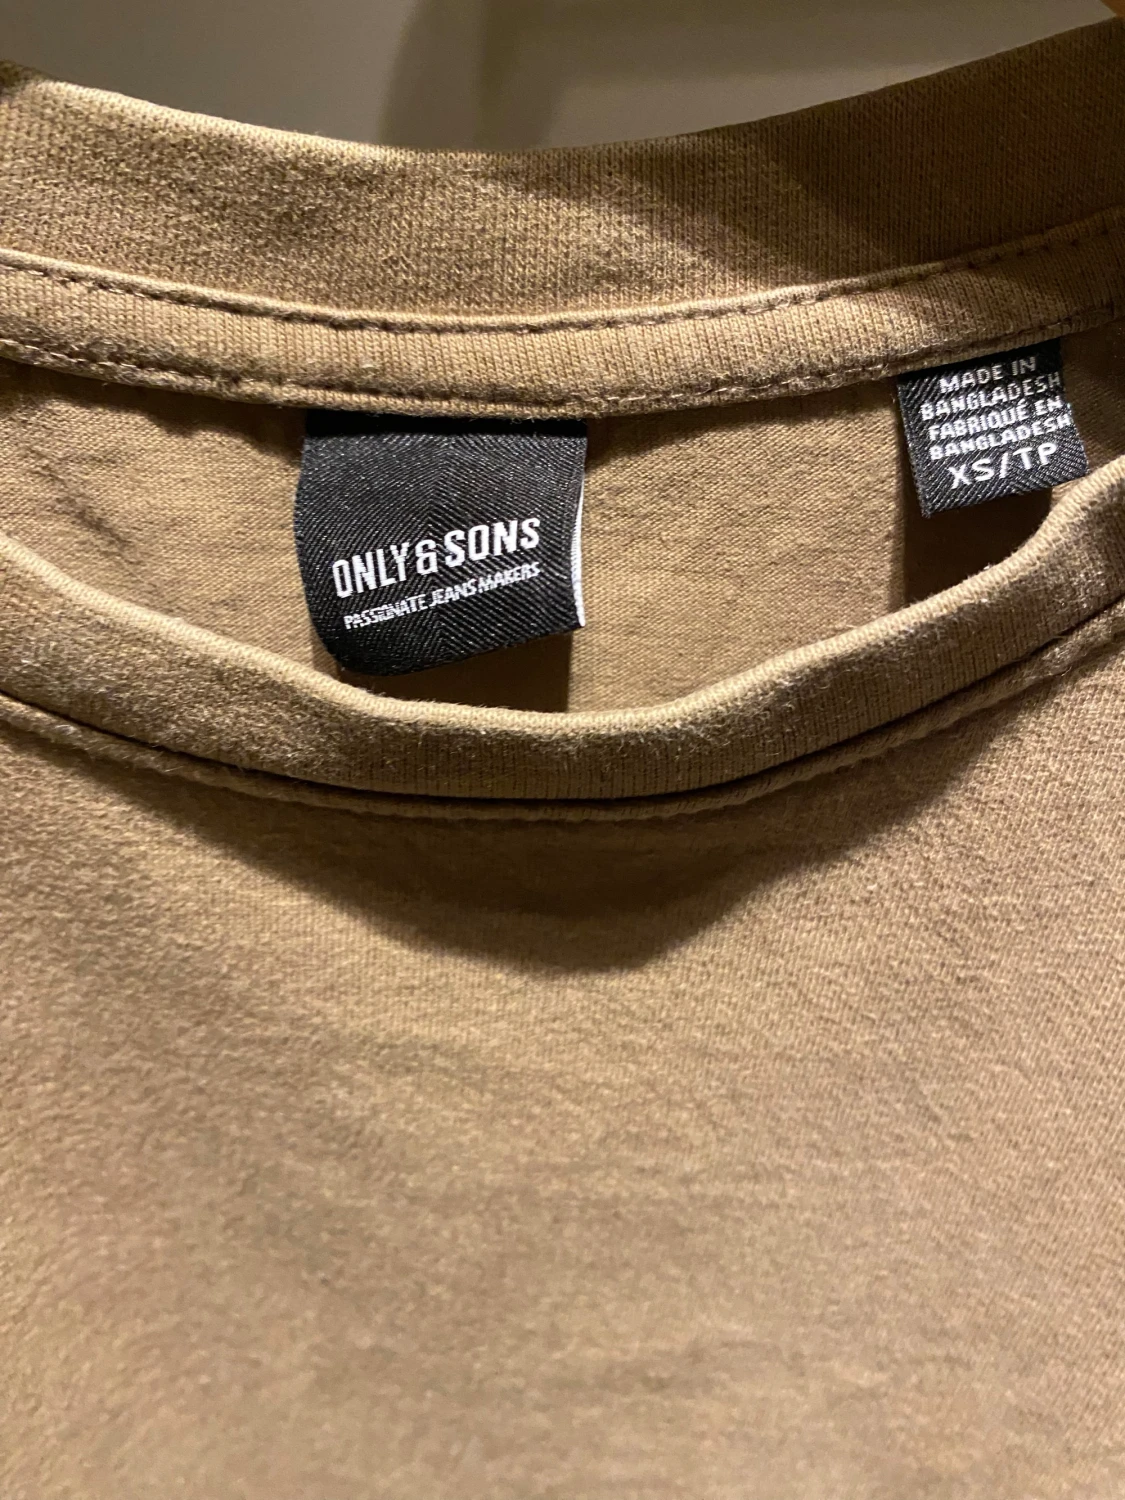 ONLY & SONS
PASSIONATE JEANS MAKERS
MADE IN
BANGLADESH
FABRIQUÉ EN
BANGLADESH
XS/TP